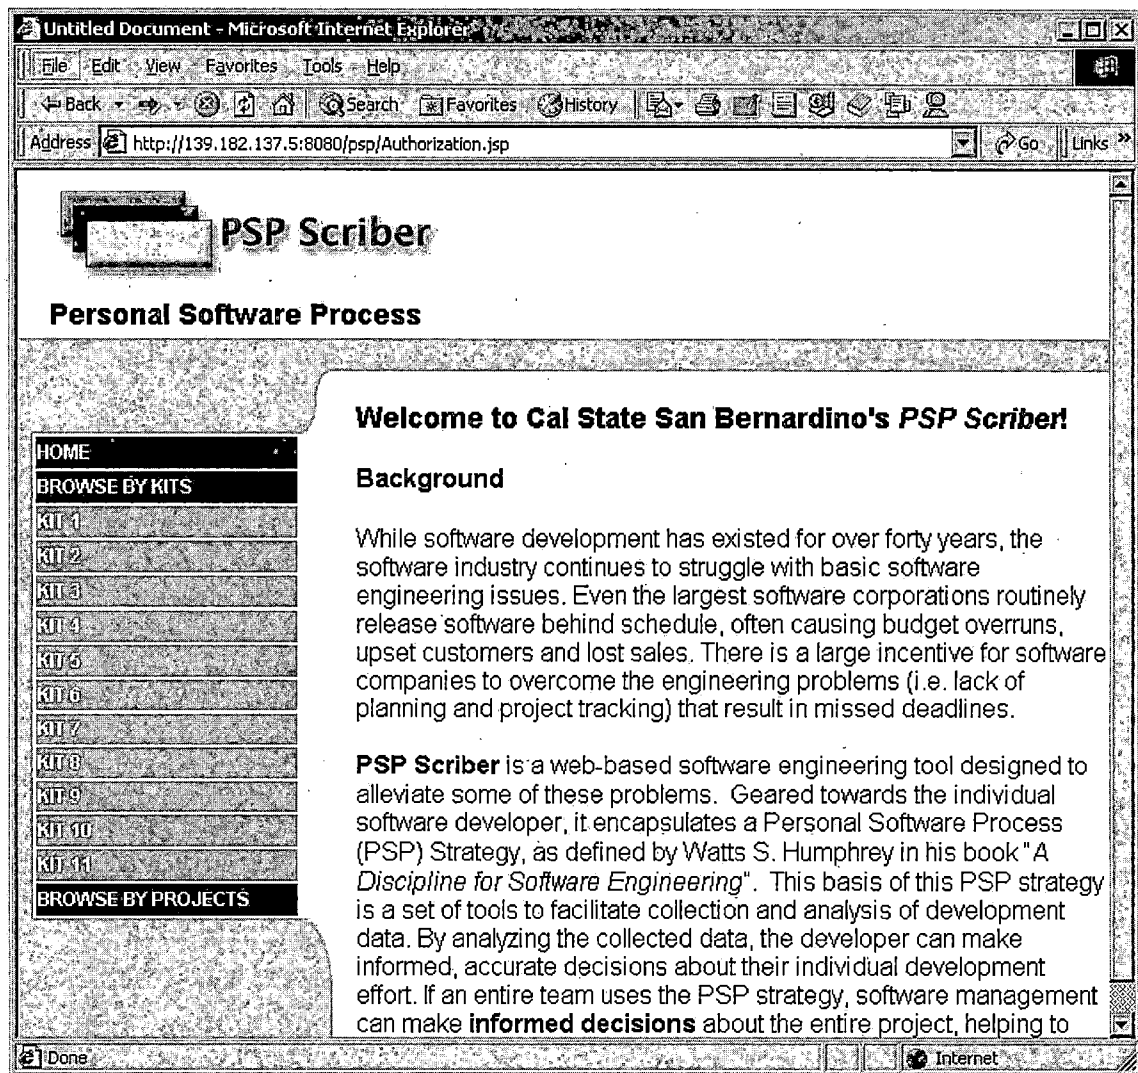 Untitled Document - Microsoft Internet Explorer
File Edit View Favorites Tools Help
Back Search Favorites History
Address http://139.182.137.5:8080/psp/Authorization.jsp Go Links »
PSP Scriber
Personal Software Process
HOME
BROWSE BY KITS
KIT 1
KIT 2
KIT 3
KIT 4
KIT 5
KIT 6
KIT 7
KIT 8
KIT 9
KIT 10
KIT 11
BROWSE BY PROJECTS
Welcome to Cal State San Bernardino's PSP Scriber!
Background
While software development has existed for over forty years, the
software industry continues to struggle with basic software
engineering issues. Even the largest software corporations routinely
release software behind schedule, often causing budget overruns,
upset customers and lost sales. There is a large incentive for software
companies to overcome the engineering problems (i.e. lack of
planning and project tracking) that result in missed deadlines.
PSP Scriber is a web-based software engineering tool designed to
alleviate some of these problems. Geared towards the individual
software developer, it encapsulates a Personal Software Process
(PSP) Strategy, as defined by Watts S. Humphrey in his book "A
Discipline for Software Engineering". This basis of this PSP strategy
is a set of tools to facilitate collection and analysis of development
data. By analyzing the collected data, the developer can make
informed, accurate decisions about their individual development
effort. If an entire team uses the PSP strategy, software management
can make informed decisions about the entire project, helping to
Done Internet